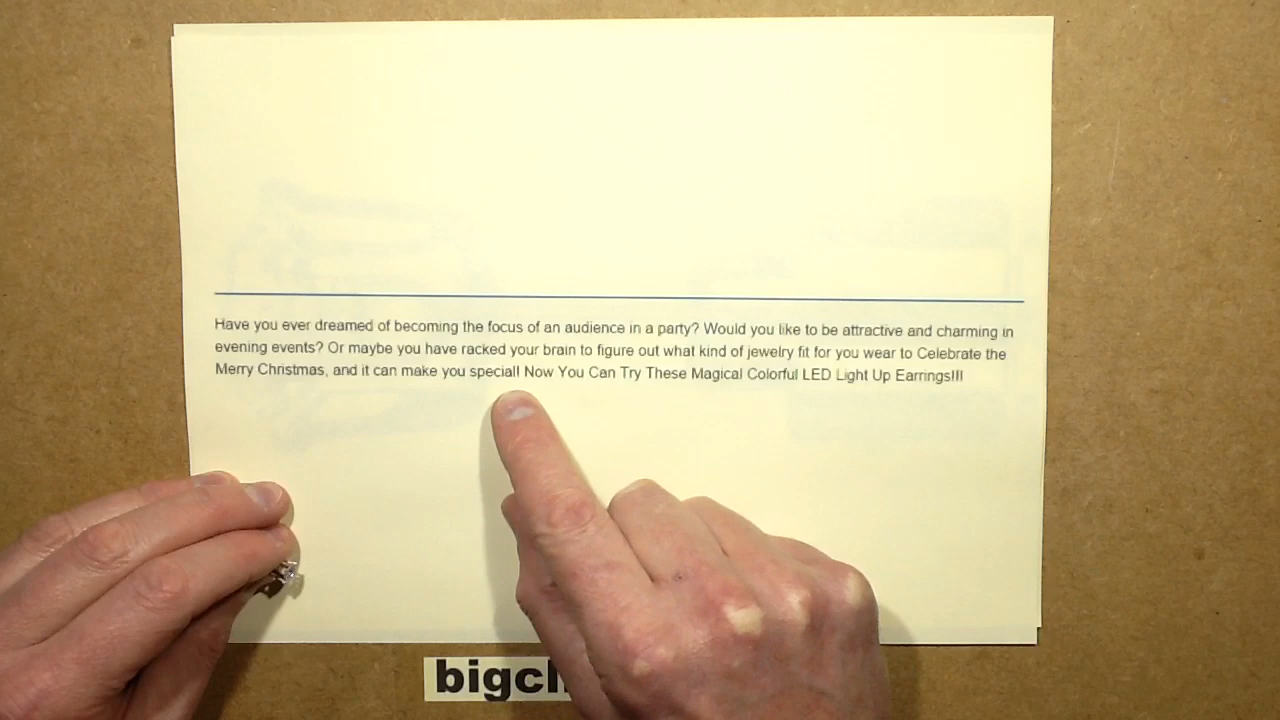 Have you ever dreamed of becoming the focus of an audience in a party? Would you like to be attractive and charming in
evening events? Or maybe you have racked your brain to figure out what kind of jewelry fit for you wear to Celebrate the
Merry Christmas, and it can make you special! Now You Can Try These Magical Colorful LED Light Up Earrings!!!
bigcl